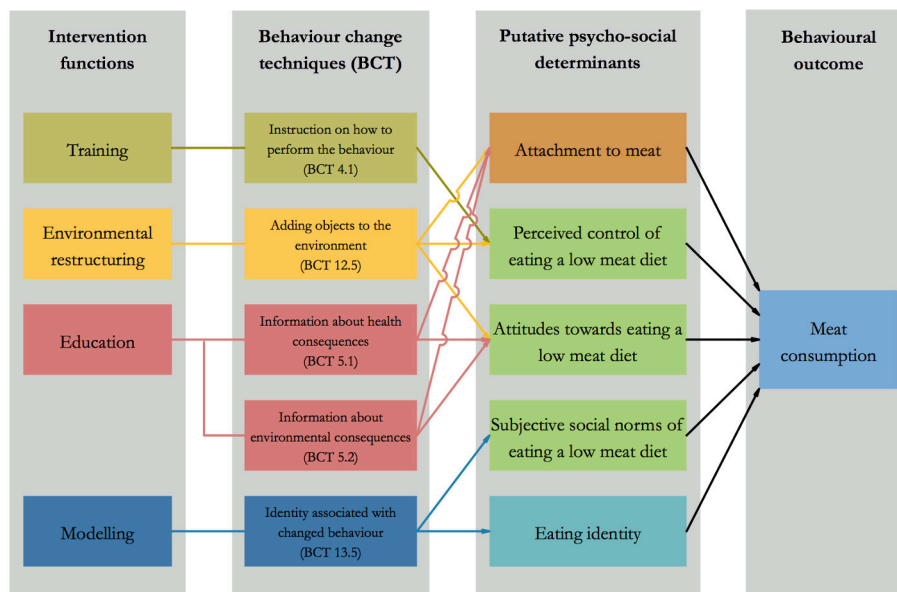 Intervention
functions
Behaviour change
techniques (BCT)
Putative psycho-social
determinants
Behavioural
outcome
Training
Instruction on how to
perform the behaviour
(BCT 4.1)
Attachment to meat
Environmental
restructuring
Adding objects to the
environment
(BCT 12.5)
Perceived control of
eating a low meat diet
Education
Information about health
consequences
(BCT 5.1)
Attitudes towards eating a
low meat diet
Meat
consumption
Information about
environmental consequences
(BCT 5.2)
Subjective social norms of
eating a low meat diet
Modelling
Identity associated with
changed behaviour
(BCT 13.5)
Eating identity